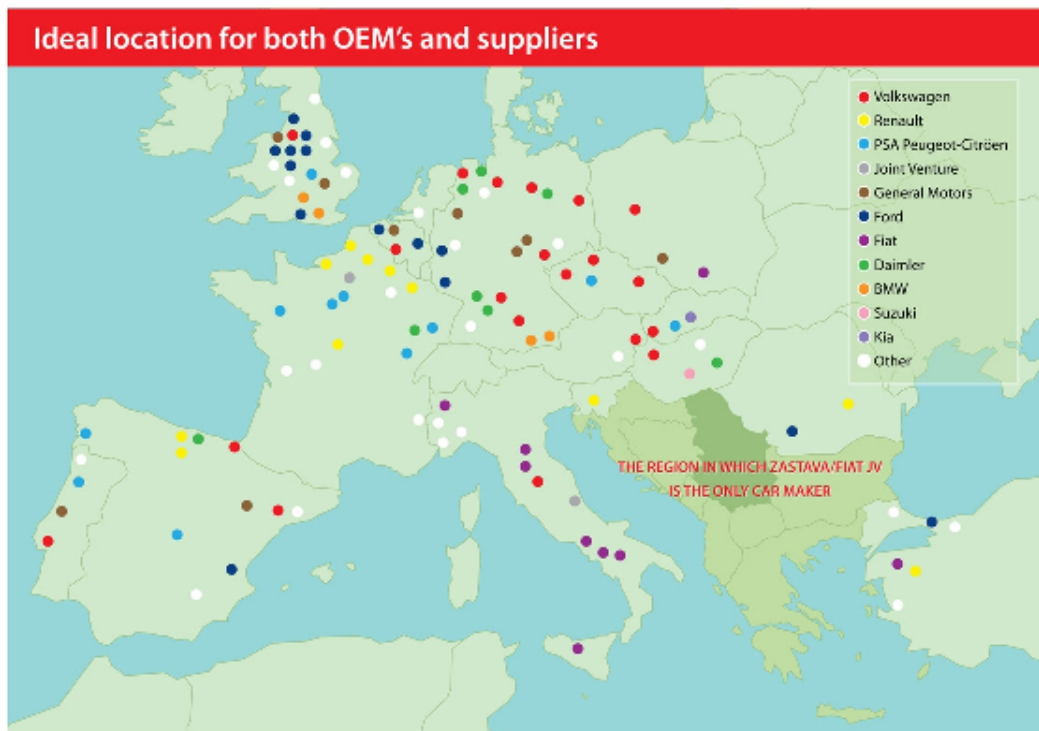 Ideal location for both OEM's and suppliers
Volkswagen
Renault
PSA Peugeot-Citröen
Joint Venture
General Motors
Ford
Fiat
Daimler
BMW
Suzuki
Kia
Other
THE REGION IN WHICH ZASTAVA/FIAT JV
IS THE ONLY CAR MAKER